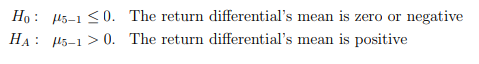 H₀ : μ₅₋₁ ≤ 0. The return differential's mean is zero or negative
H_A : μ₅₋₁ > 0. The return differential's mean is positive